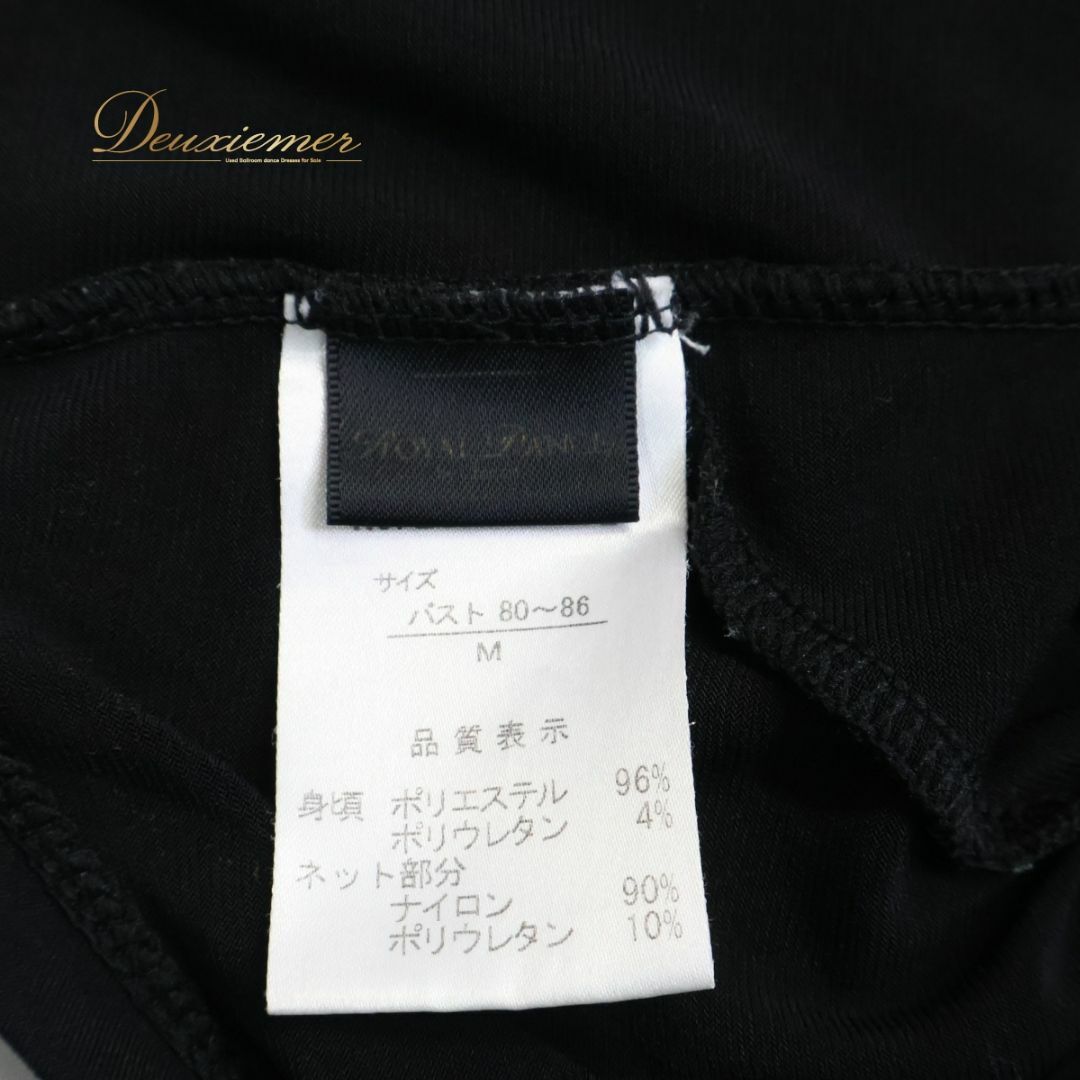 Deuxiemer
Used Ballroom dance Dresses for Sale
サイズ
バスト 80～86
M
品質表示
身頃 ポリエステル 96%
ポリウレタン 4%
ネット部分
ナイロン 90%
ポリウレタン 10%